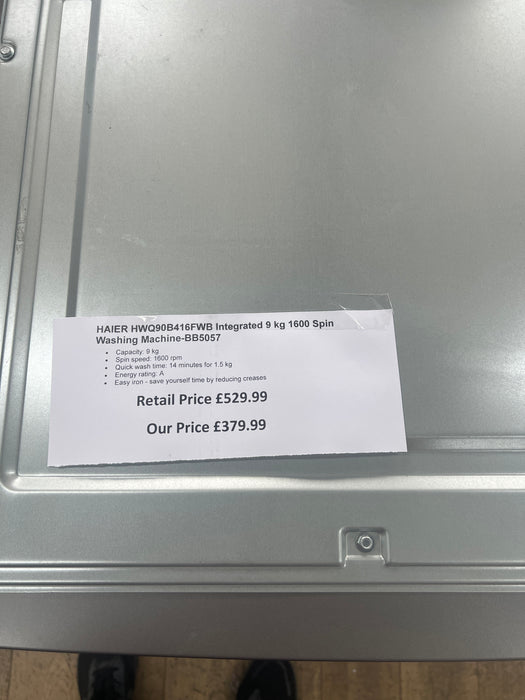 HAIER HWQ90B416FWB Integrated 9 kg 1600 Spin
Washing Machine-BB5057
• Capacity: 9 kg
• Spin speed: 1600 rpm
• Quick wash time: 14 minutes for 1.5 kg
• Energy rating: A
• Easy iron - save yourself time by reducing creases
Retail Price £529.99
Our Price £379.99